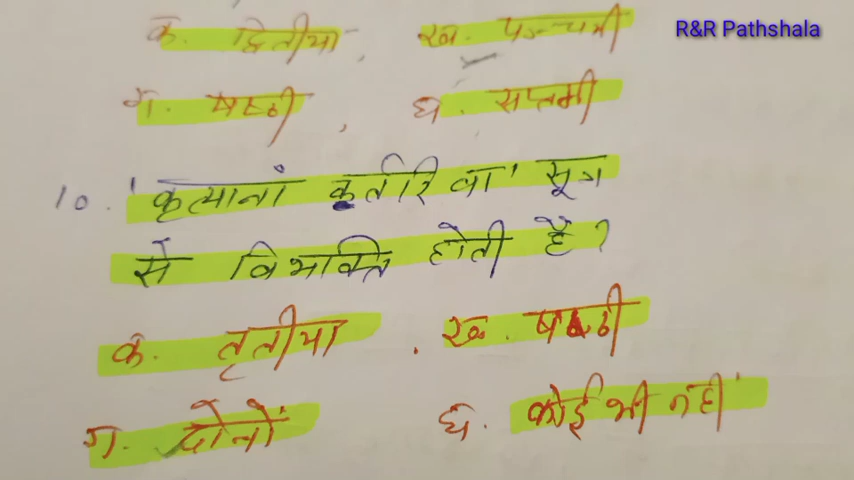 R&R Pathshala
क. द्वितीया, ख. पञ्चमी
ग. षष्ठी, घ. सप्तमी
10. 'कृत्यानां कर्तरि वा' सूत्र
से विभक्ति होती है?
क. तृतीया. ख. षष्ठी
ग. दोनों घ. कोई भी नहीं